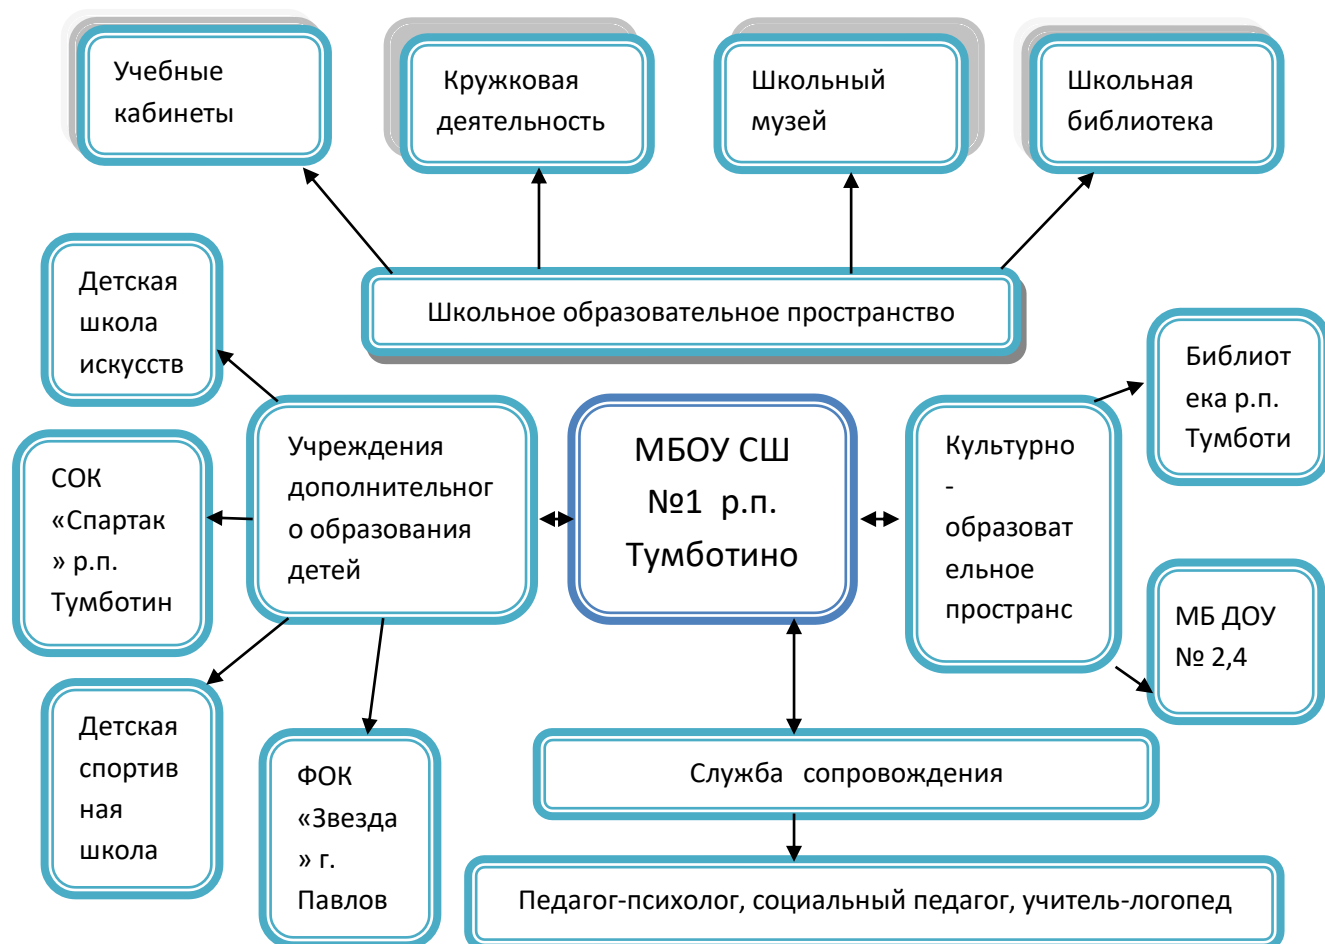 Учебные
кабинеты
Кружковая
деятельность
Школьный
музей
Школьная
библиотека
Школьное образовательное пространство
Детская
школа
искусств
СОК
«Спартак
» р.п.
Тумботин
Детская
спортив
ная
школа
ФОК
«Звезда
» г.
Павлов
Учреждения
дополнительног
о образования
детей
МБОУ СШ
№1 р.п.
Тумботино
Культурно
-
образоват
ельное
пространс
Библиот
ека р.п.
Тумботи
МБ ДОУ
№ 2,4
Служба сопровождения
Педагог-психолог, социальный педагог, учитель-логопед